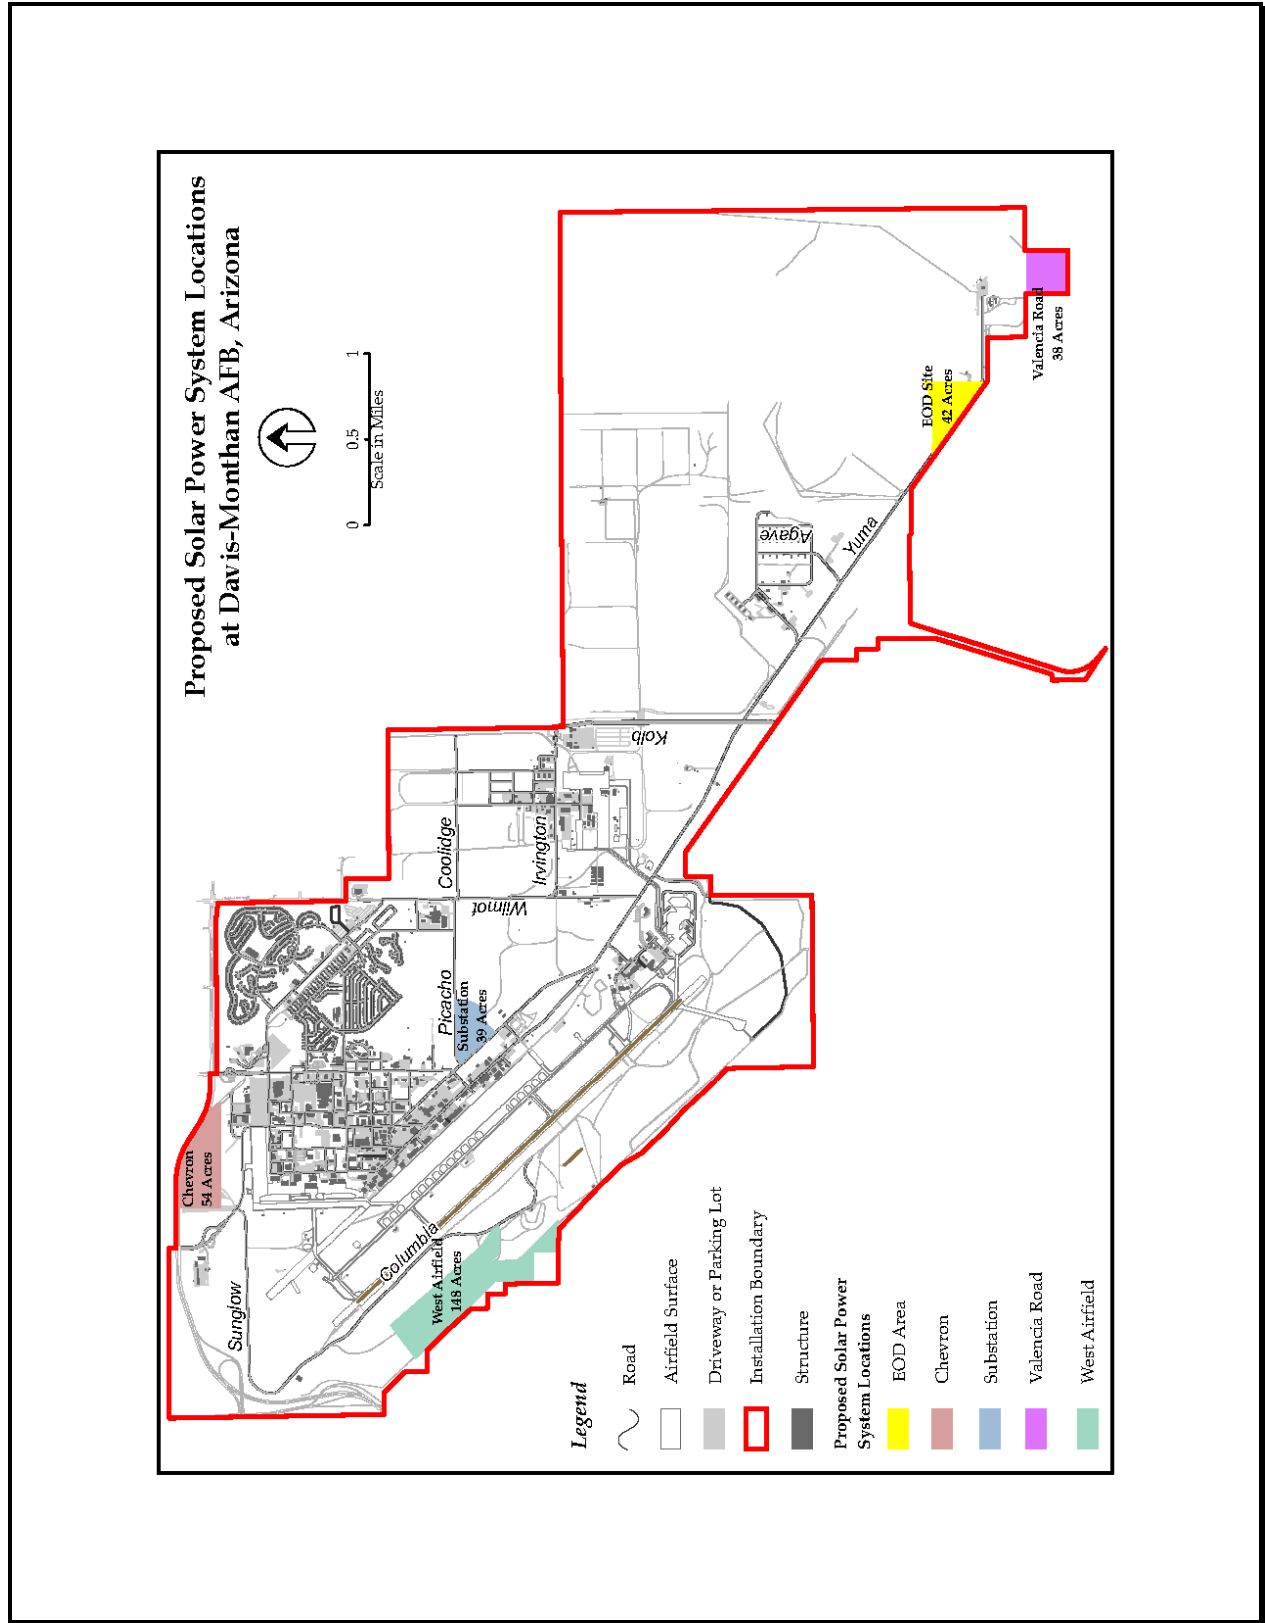 Proposed Solar Power System Locations
at Davis-Monthan AFB, Arizona
0 0.5 1
Scale in Miles
Chevron
54 Acres
Sunglow
Columbia
West Airfield
148 Acres
Picacho
Substation
39 Acres
Coolidge
Wilmot
Irvington
Kolb
Agave
Yuma
EOD Site
42 Acres
Valencia Road
38 Acres
Legend
Road
Airfield Surface
Driveway or Parking Lot
Installation Boundary
Structure
Proposed Solar Power
System Locations
EOD Area
Chevron
Substation
Valencia Road
West Airfield